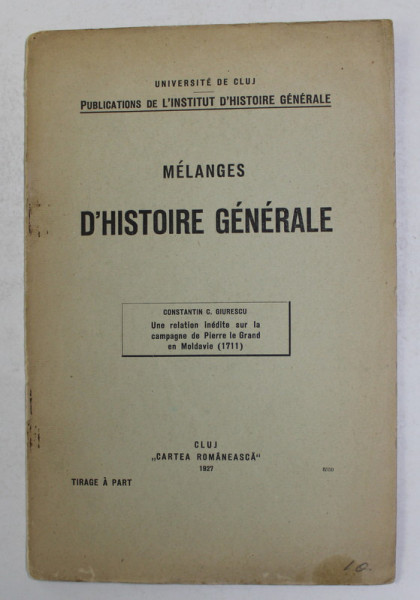 UNIVERSITÉ DE CLUJ
PUBLICATIONS DE L'INSTITUT D'HISTOIRE GÉNÉRALE
MÉLANGES
D'HISTOIRE GÉNÉRALE
CONSTANTIN C. GIURESCU
Une relation inédite sur la
campagne de Pierre le Grand
en Moldavie (1711)
CLUJ
„CARTEA ROMÂNEASCĂ"
1927
TIRAGE À PART
10.